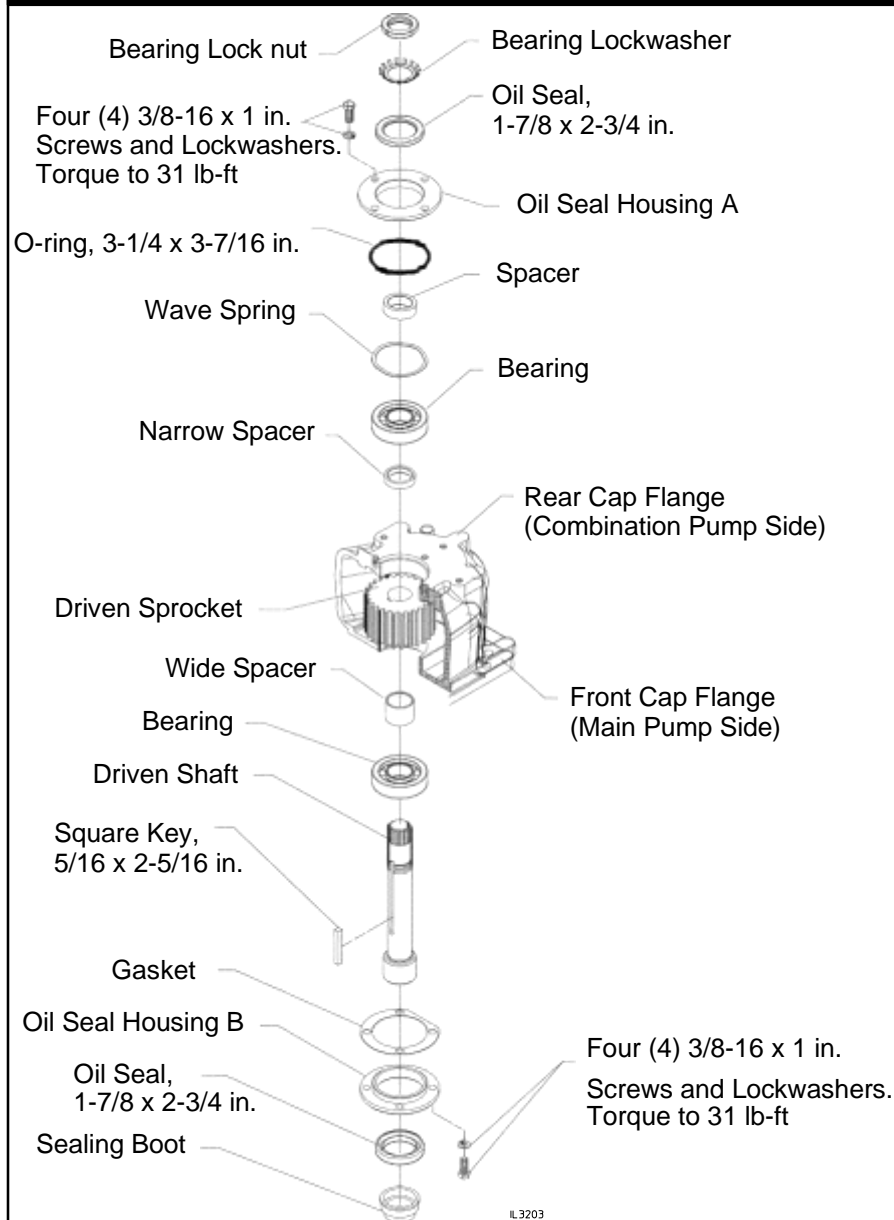 Bearing Lock nut
Bearing Lockwasher
Four (4) 3/8-16 x 1 in.
Screws and Lockwashers.
Torque to 31 lb-ft
Oil Seal,
1-7/8 x 2-3/4 in.
Oil Seal Housing A
O-ring, 3-1/4 x 3-7/16 in.
Spacer
Wave Spring
Bearing
Narrow Spacer
Rear Cap Flange
(Combination Pump Side)
Driven Sprocket
Wide Spacer
Front Cap Flange
(Main Pump Side)
Bearing
Driven Shaft
Square Key,
5/16 x 2-5/16 in.
Gasket
Oil Seal Housing B
Four (4) 3/8-16 x 1 in.
Screws and Lockwashers.
Torque to 31 lb-ft
Oil Seal,
1-7/8 x 2-3/4 in.
Sealing Boot
IL3203